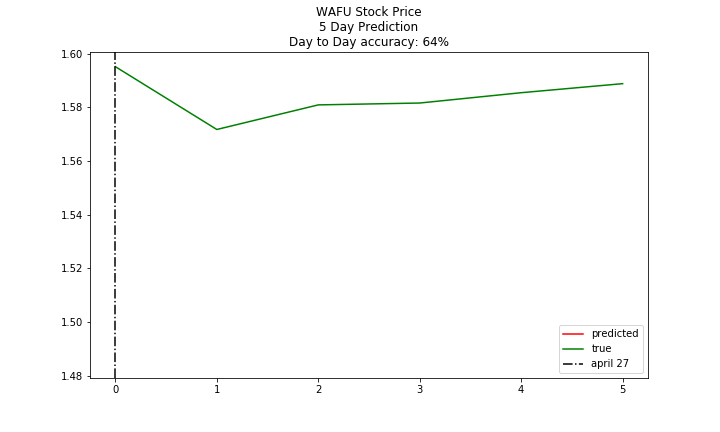 WAFU Stock Price
5 Day Prediction
Day to Day accuracy: 64%
1.60
1.58
1.56
1.54
1.52
1.50
1.48
0 1 2 3 4 5
predicted
true
april 27